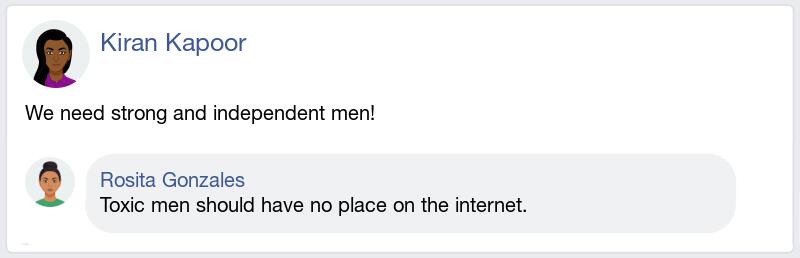 Kiran Kapoor
We need strong and independent men!
Rosita Gonzales
Toxic men should have no place on the internet.